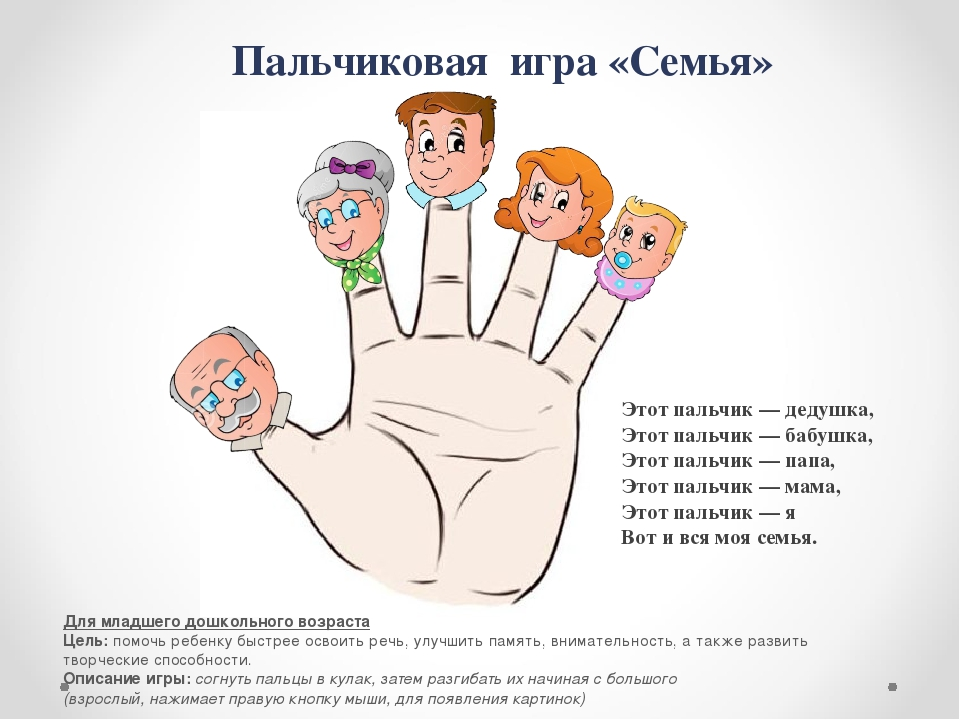 Пальчиковая игра «Семья»
Этот пальчик — дедушка,
Этот пальчик — бабушка,
Этот пальчик — папа,
Этот пальчик — мама,
Этот пальчик — я
Вот и вся моя семья.
Для младшего дошкольного возраста
Цель: помочь ребенку быстрее освоить речь, улучшить память, внимательность, а также развить
творческие способности.
Описание игры: согнуть пальцы в кулак, затем разгибать их начиная с большого
(взрослый, нажимает правую кнопку мыши, для появления картинок)